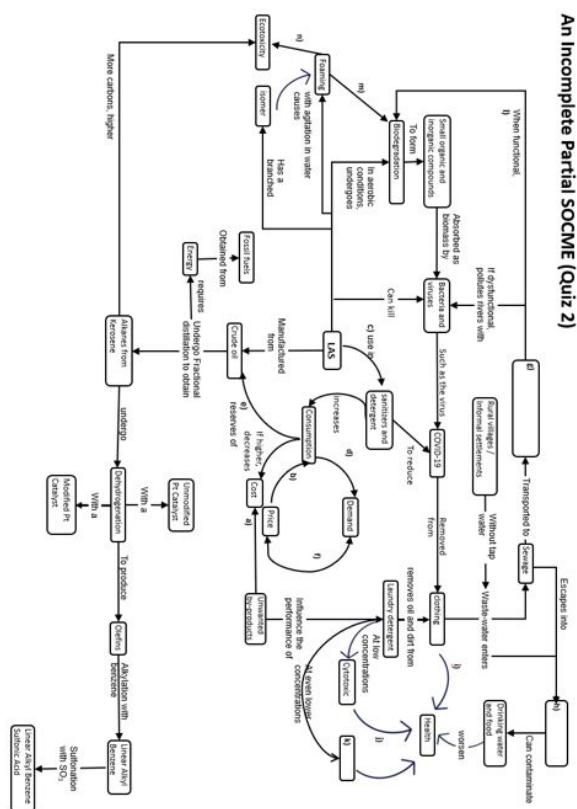 An Incomplete Partial SOCME (Quiz 2)
When functional,
l)
If dysfunctional,
pollutes rivers with
g)
Rural villages /
Informal settlements
Transported to
Without tap
water
Sewage
Waste-water enters
Escapes into
h)
Can contaminate
Drinking water
and food
worsen
Small organic and
inorganic compounds
To form
Absorbed as
biomass by
Bacteria and
viruses
Such as the virus
COVID-19
Removed
from
clothing
i)
Health
Biodegradation
In aerobic
conditions,
undergoes
Can kill
c) use in
sanitizers and
detergent
To reduce
removes oil and dirt from
Laundry detergent
At low
concentrations
Cytotoxic
j)
m)
n)
Foaming
with agitation in water
causes
isomer
Has a
branched
Ecotoxicity
LAS
increases
Consumption
d)
Demand
b)
Price
f)
If higher,
decreases
Cost
a)
Influence the
performance of
Unwanted
by-products
At even lower
concentrations
k)
Manufactured
from
Crude oil
e)
reserves of
Fossil fuels
Obtained from
Energy
requires
Undergo Fractional
distillation to obtain
More carbons, higher
Alkanes from
Kerosene
undergo
Dehydrogenation
With a
Unmodified
Pt Catalyst
With a
Modified Pt
Catalyst
To produce
Olefins
Alkylation with
benzene
Linear Alkyl
Benzene
Sulfonation
with SO3
Linear Alkyl Benzene
Sulfonic Acid